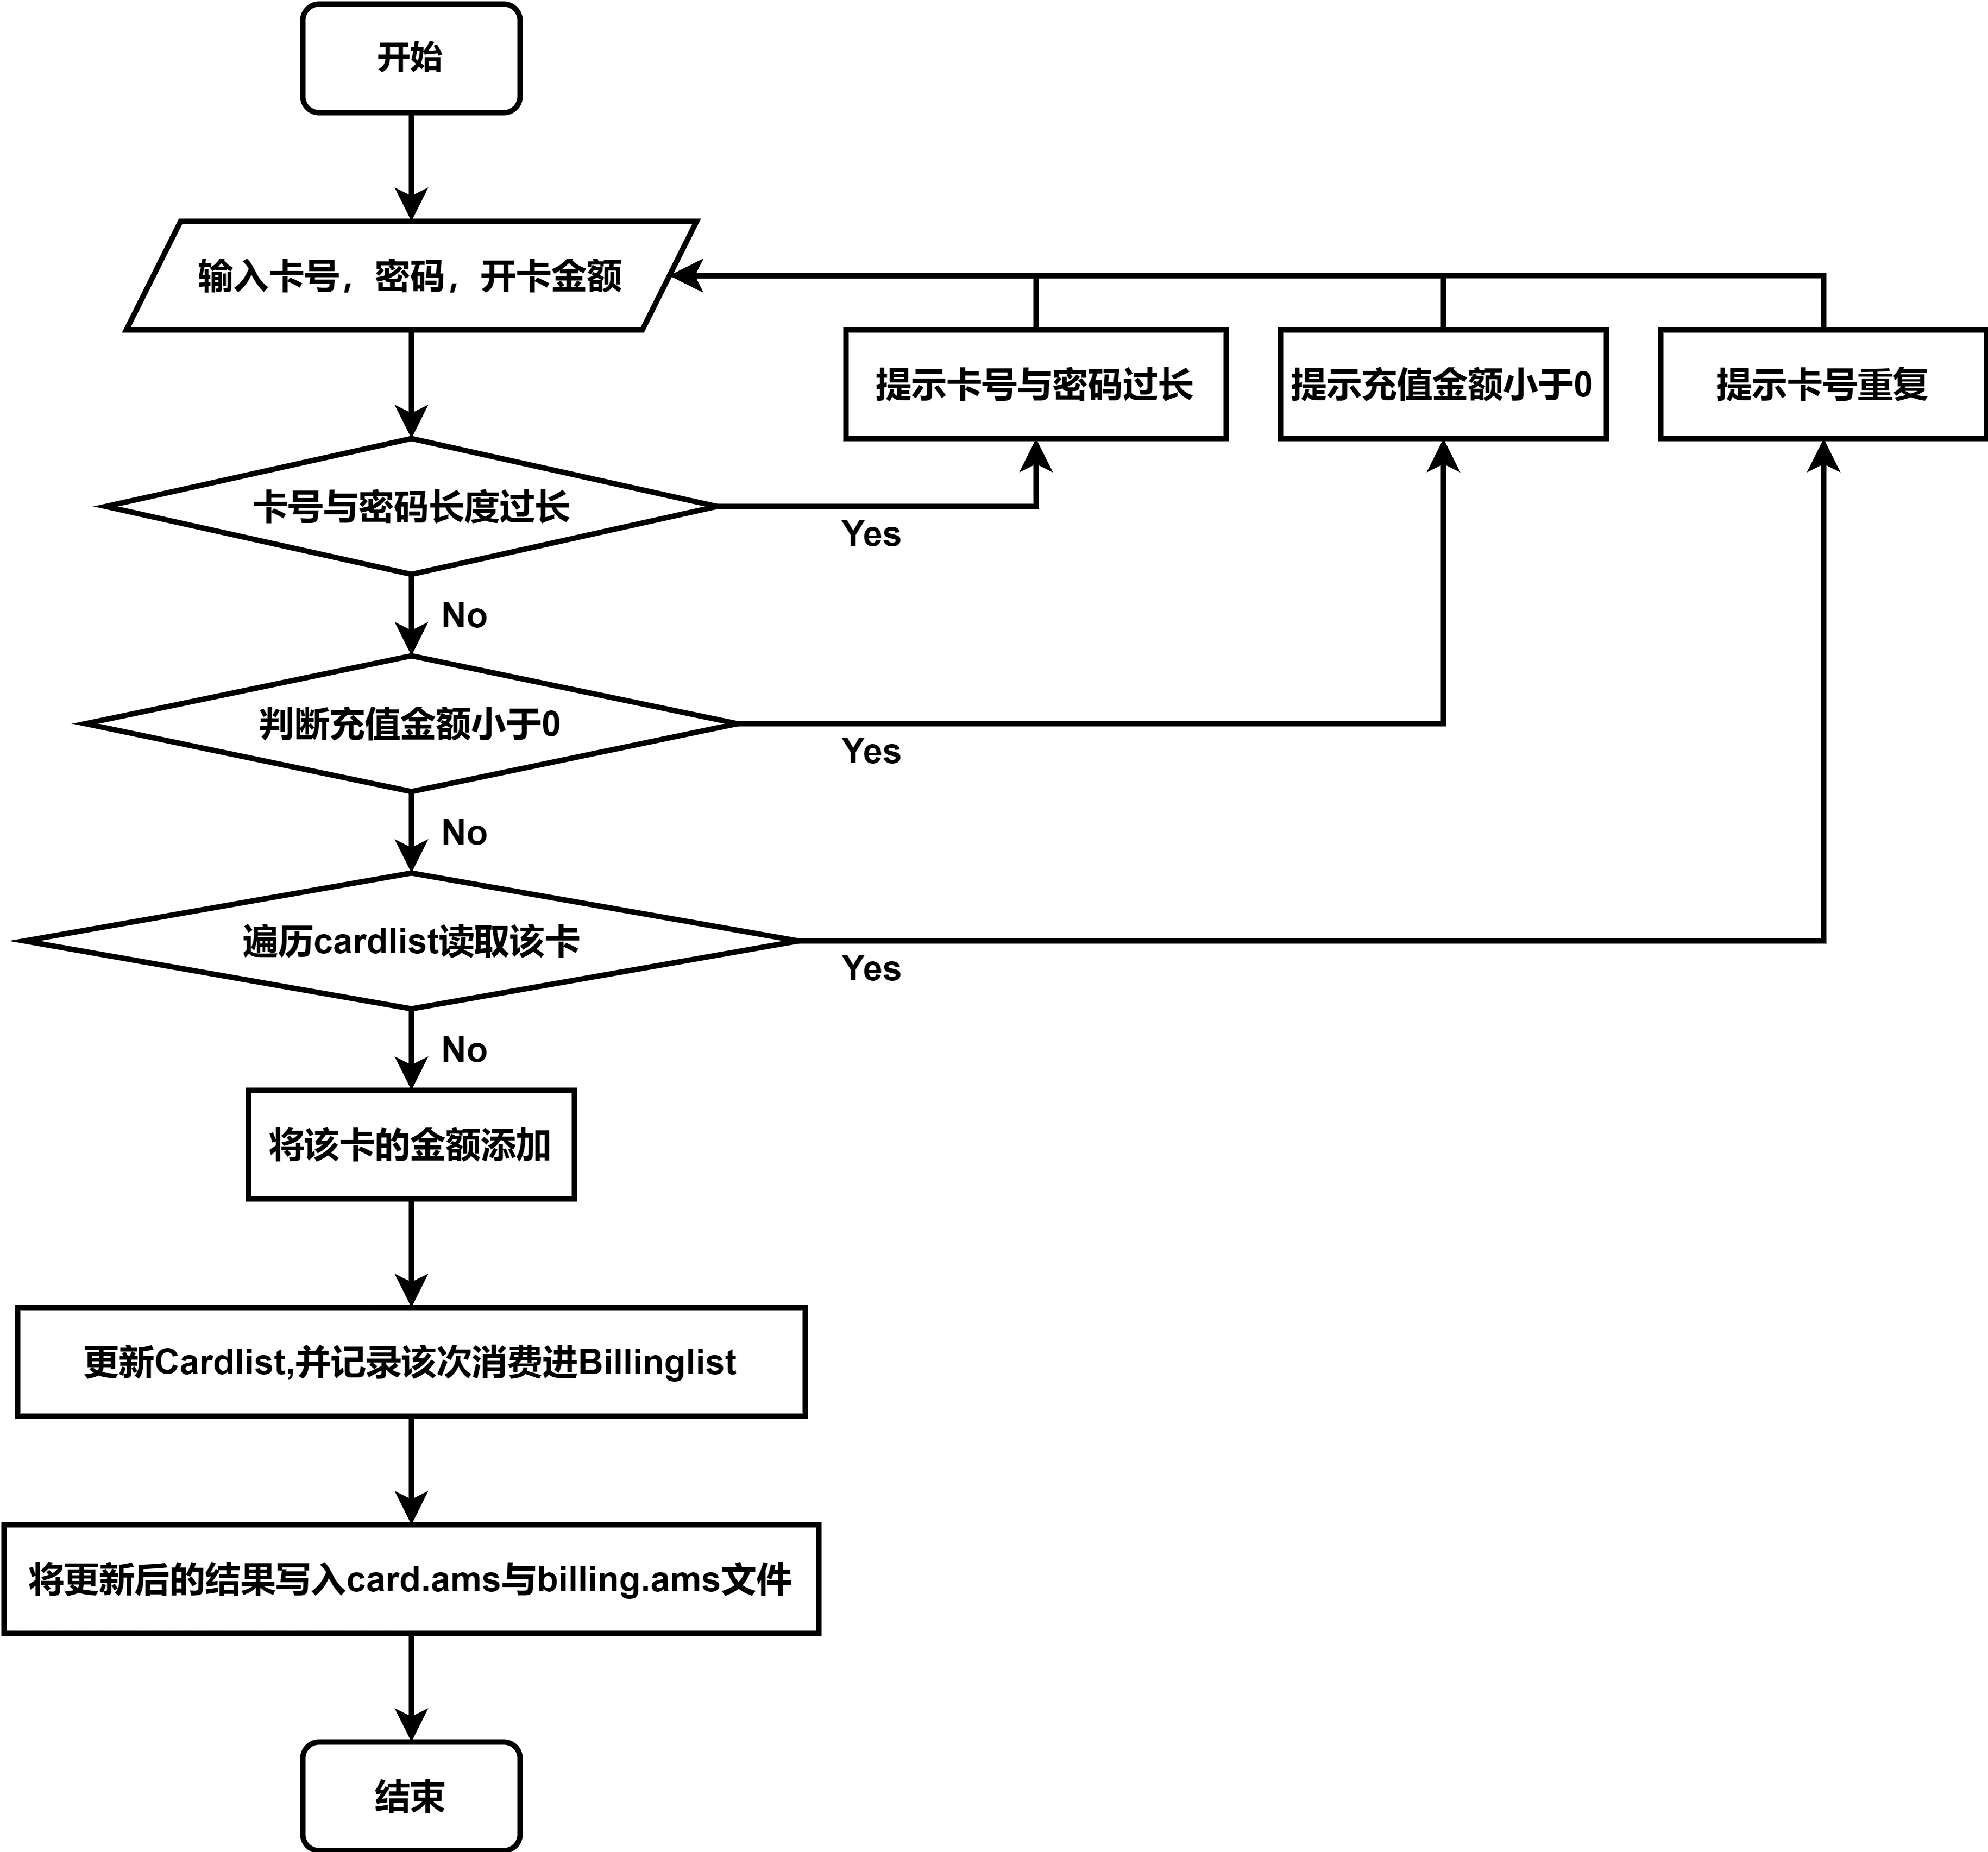 开始
输入卡号，密码，开卡金额
提示卡号与密码过长
提示充值金额小于0
提示卡号重复
卡号与密码长度过长
Yes
No
判断充值金额小于0
Yes
No
遍历cardlist读取该卡
Yes
No
将该卡的金额添加
更新Cardlist,并记录该次消费进Billinglist
将更新后的结果写入card.ams与billing.ams文件
结束